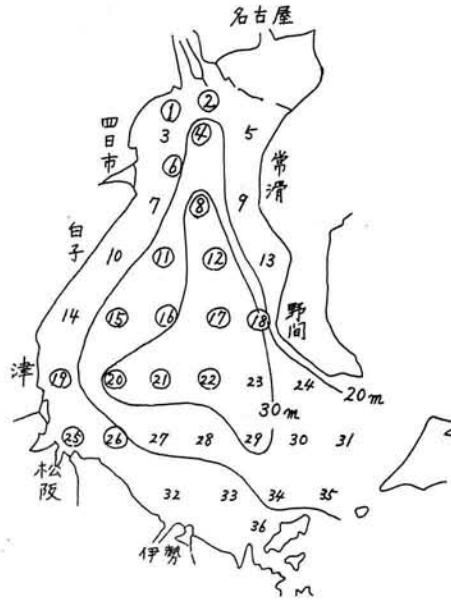 名古屋
① ②
四日市 3 ④ 5 常滑
⑥
7 ⑧ 9
白子 10 ⑪ ⑫ 13
14 ⑮ ⑯ ⑰ ⑱ 野間
津 ⑲ ⑳ ㉑ ㉒ 23 24 20m
30m
㉕ ㉖ 27 28 29 30 31
松阪
32 33 34 35
伊勢 36